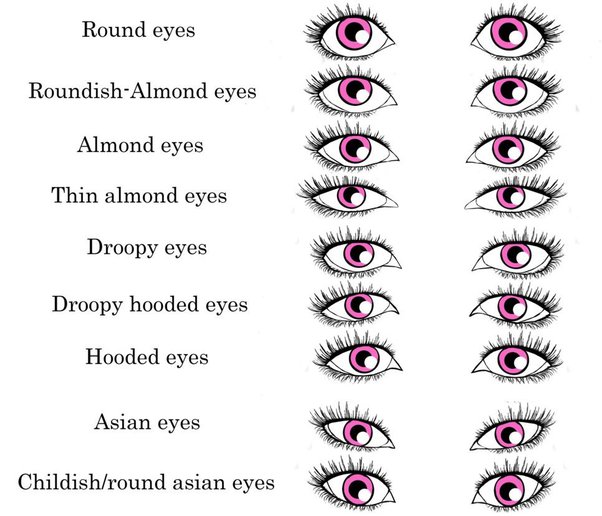 Round eyes
Roundish-Almond eyes
Almond eyes
Thin almond eyes
Droopy eyes
Droopy hooded eyes
Hooded eyes
Asian eyes
Childish/round asian eyes